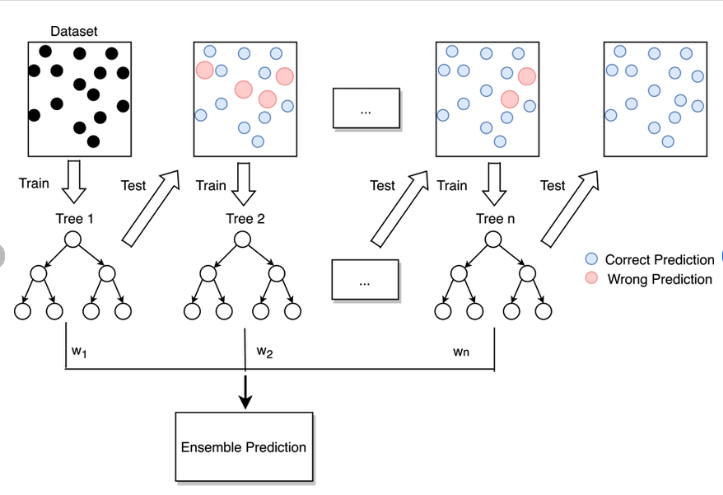 Dataset
...
Train
Test
Train
Test
Train
Test
Tree 1
Tree 2
Tree n
...
Correct Prediction
Wrong Prediction
w1
w2
wn
Ensemble Prediction